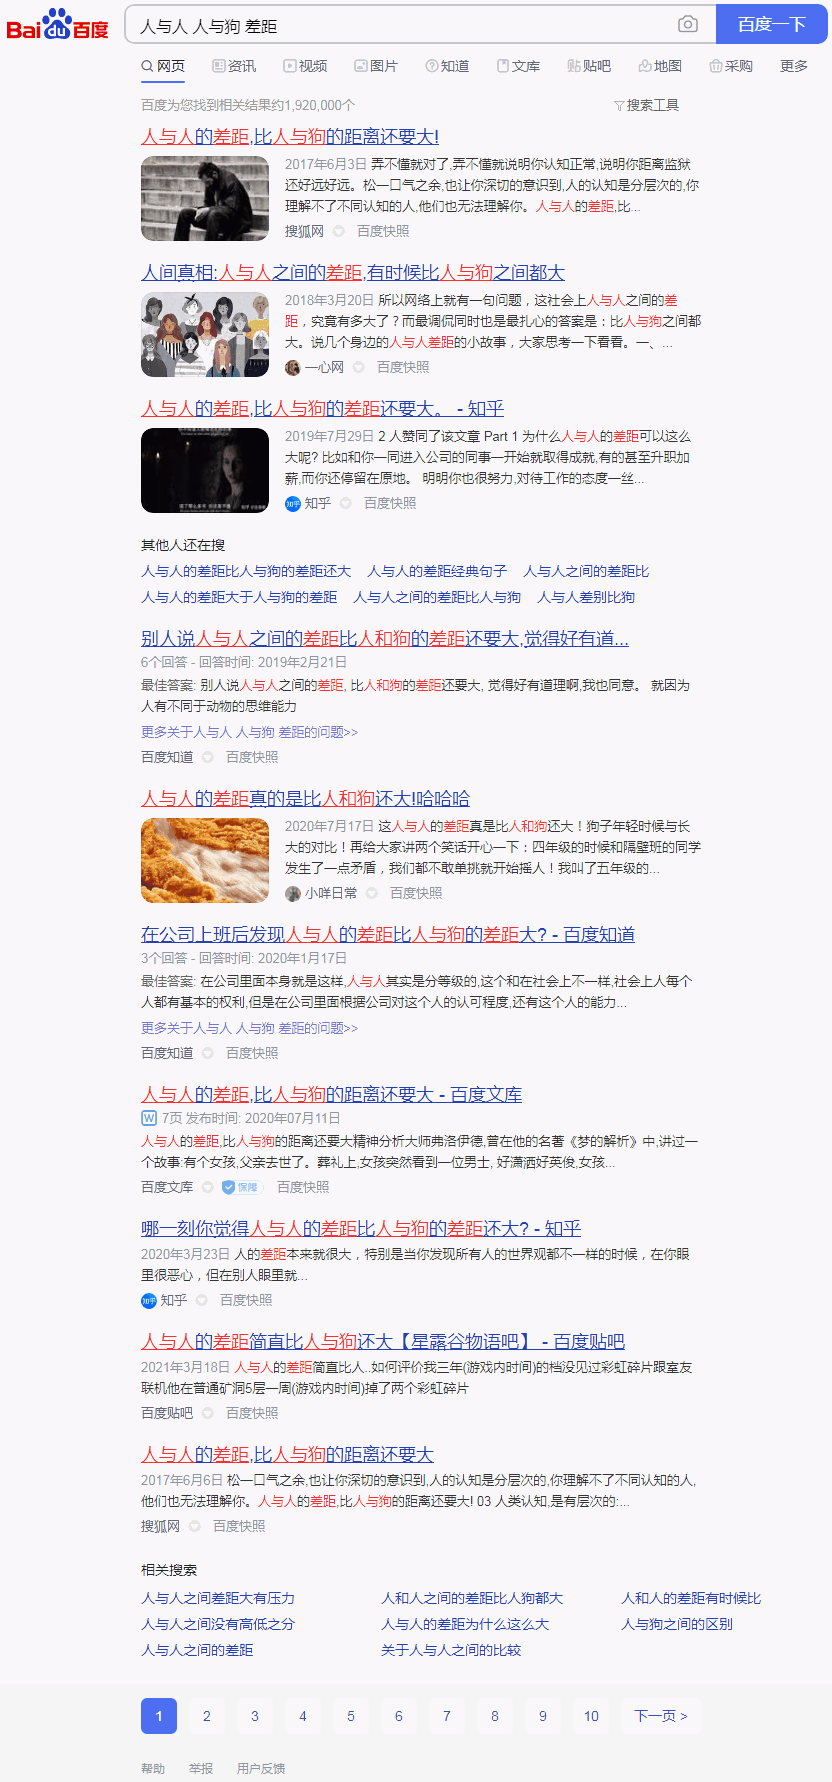 Baidu百度 人与人 人与狗 差距 百度一下
网页 资讯 视频 图片 知道 文库 贴吧 地图 采购 更多
百度为您找到相关结果约1,920,000个 搜索工具
人与人的差距,比人与狗的距离还要大!
2017年6月3日 弄不懂就对了,弄不懂就说明你认知正常,说明你距离监狱
还好远好远。松一口气之余,也让你深切的意识到,人的认知是分层次的,你
理解不了不同认知的人,他们也无法理解你。人与人的差距,比...
搜狐网 百度快照
人间真相:人与人之间的差距,有时候比人与狗之间都大
2018年3月20日 所以网络上就有一句问题，这社会上人与人之间的差
距，究竟有多大了？而最调侃同时也是最扎心的答案是：比人与狗之间都
大。说几个身边的人与人差距的小故事，大家思考一下看看。一、...
一心网 百度快照
人与人的差距,比人与狗的差距还要大。 - 知乎
2019年7月29日 2 人赞同了该文章 Part 1 为什么人与人的差距可以这么
大呢? 比如和你一同进入公司的同事一开始就取得成就,有的甚至升职加
薪,而你还停留在原地。 明明你也很努力,对待工作的态度一丝...
知乎 知乎 百度快照
其他人还在搜
人与人的差距比人与狗的差距还大 人与人的差距经典句子 人与人之间的差距比
人与人的差距大于人与狗的差距 人与人之间的差距比人与狗 人与人差别比狗
别人说人与人之间的差距比人和狗的差距还要大,觉得好有道...
6个回答 - 回答时间: 2019年2月21日
最佳答案: 别人说人与人之间的差距, 比人和狗的差距还要大, 觉得好有道理啊,我也同意。 就因为
人有不同于动物的思维能力
更多关于人与人 人与狗 差距的问题>>
百度知道 百度快照
人与人的差距真的是比人和狗还大!哈哈哈
2020年7月17日 这人与人的差距真是比人和狗还大！狗子年轻时候与长
大的对比！再给大家讲两个笑话开心一下：四年级的时候和隔壁班的同学
发生了一点矛盾，我们都不敢单挑就开始摇人！我叫了五年级的...
小咩日常 百度快照
在公司上班后发现人与人的差距比人与狗的差距大? - 百度知道
3个回答 - 回答时间: 2020年1月17日
最佳答案: 在公司里面本身就是这样,人与人其实是分等级的,这个和在社会上不一样,社会上人每个
人都有基本的权利,但是在公司里面根据公司对这个人的认可程度,还有这个人的能力...
更多关于人与人 人与狗 差距的问题>>
百度知道 百度快照
人与人的差距,比人与狗的距离还要大 - 百度文库
W 7页 发布时间: 2020年07月11日
人与人的差距,比人与狗的距离还要大精神分析大师弗洛伊德,曾在他的名著《梦的解析》中,讲过一
个故事:有个女孩,父亲去世了。葬礼上,女孩突然看到一位男士, 好潇洒好英俊,女孩...
百度文库 保障 百度快照
哪一刻你觉得人与人的差距比人与狗的差距还大? - 知乎
2020年3月23日 人的差距本来就很大，特别是当你发现所有人的世界观都不一样的时候，在你眼
里很恶心，但在别人眼里就...
知乎 知乎 百度快照
人与人的差距简直比人与狗还大【星露谷物语吧】 - 百度贴吧
2021年3月18日 人与人的差距简直比人..如何评价我三年(游戏内时间)的档没见过彩虹碎片跟室友
联机他在普通矿洞5层一周(游戏内时间)掉了两个彩虹碎片
百度贴吧 百度快照
人与人的差距,比人与狗的距离还要大
2017年6月6日 松一口气之余,也让你深切的意识到,人的认知是分层次的,你理解不了不同认知的人,
他们也无法理解你。人与人的差距,比人与狗的距离还要大! 03 人类认知,是有层次的:...
搜狐网 百度快照
相关搜索
人与人之间差距大有压力 人和人之间的差距比人狗都大 人和人的差距有时候比
人与人之间没有高低之分 人与人的差距为什么这么大 人与狗之间的区别
人与人之间的差距 关于人与人之间的比较
1 2 3 4 5 6 7 8 9 10 下一页 >
帮助 举报 用户反馈